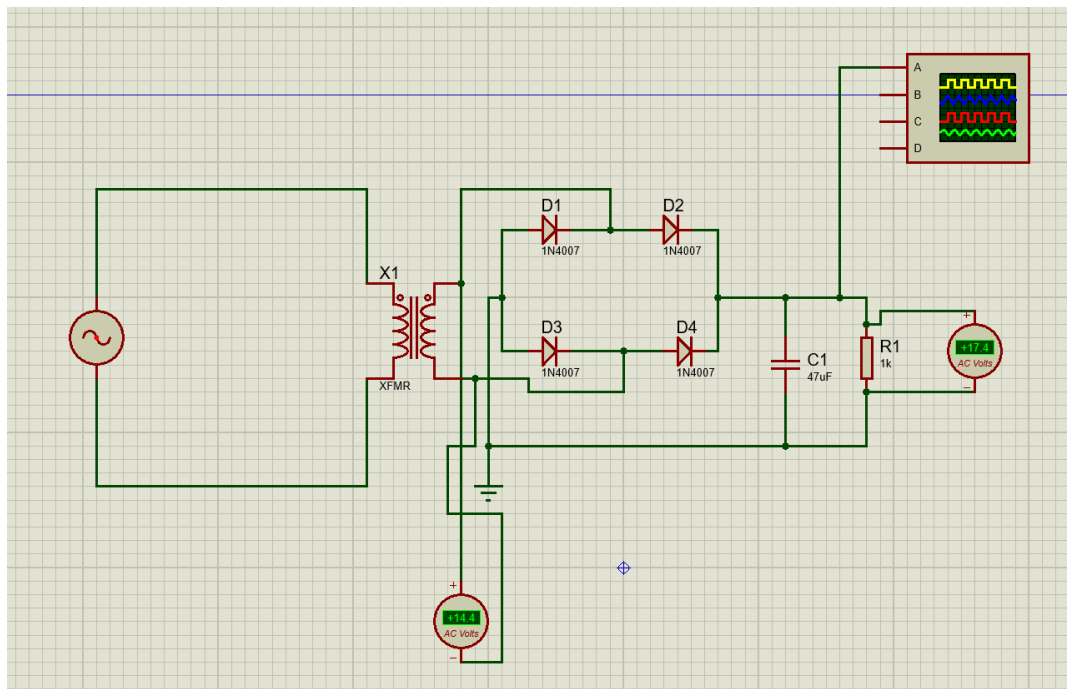 A
B
C
D
D1
1N4007
D2
1N4007
X1
XFMR
D3
1N4007
D4
1N4007
C1
47uF
R1
1k
+
+17.4
AC Volts
−
+
+14.4
AC Volts
−